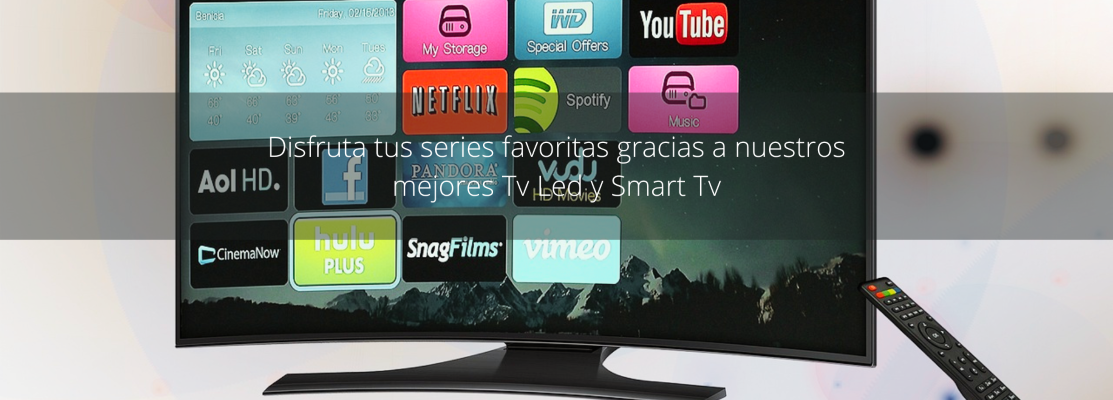 Bandra
Friday, 02/15/2013
Fri Sat Sun Mon Tues
My Storage
WD
Special Offers
YouTube
NETFLIX
Spotify
Music
Disfruta tus series favoritas gracias a nuestros
mejores Tv Led y Smart Tv
Aol HD.
f
PANDORA
vudu
HD Movies
CinemaNow
hulu
PLUS
SnagFilms
vimeo